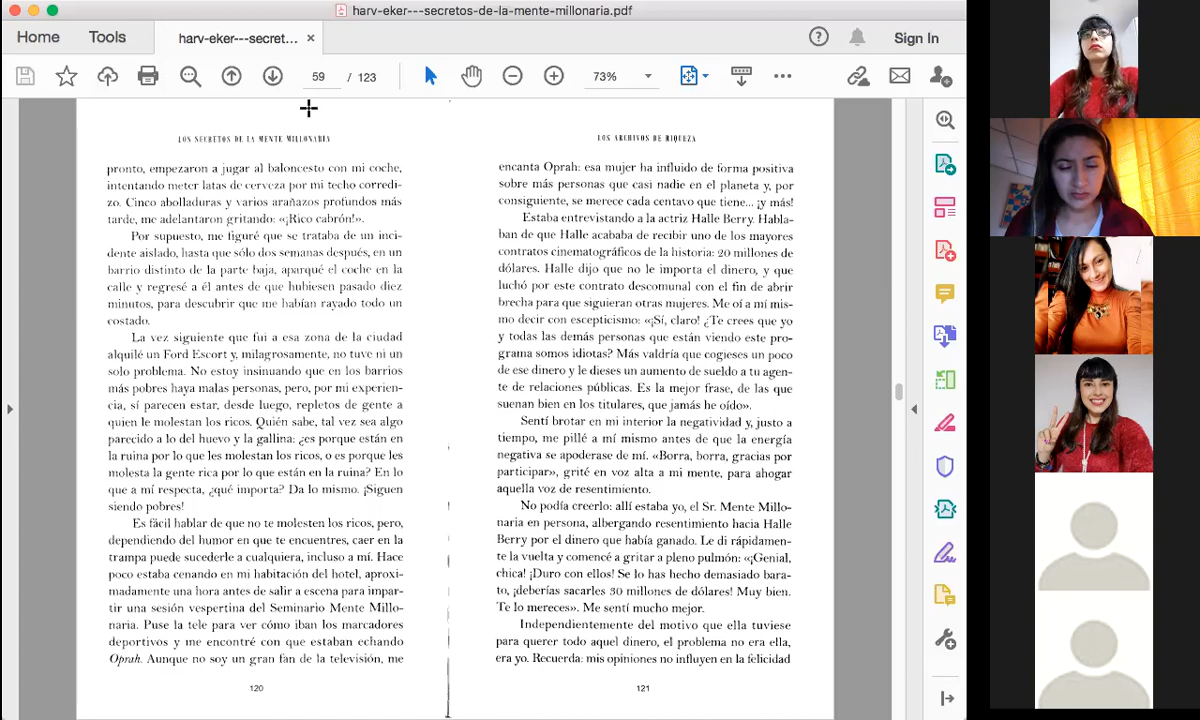 harv-eker---secretos-de-la-mente-millonaria.pdf
Home
Tools
harv-eker---secret...
Sign In
59
/ 123
73%
LOS SECRETOS DE LA MENTE MILLONARIA
pronto, empezaron a jugar al baloncesto con mi coche,
intentando meter latas de cerveza por mi techo corredi-
zo. Cinco abolladuras y varios arañazos profundos más
tarde, me adelantaron gritando: «¡Rico cabrón!».
Por supuesto, me figuré que se trataba de un inci-
dente aislado, hasta que sólo dos semanas después, en un
barrio distinto de la parte baja, aparqué el coche en la
calle y regresé a él antes de que hubiesen pasado diez
minutos, para descubrir que me habían rayado todo un
costado.
La vez siguiente que fui a esa zona de la ciudad
alquilé un Ford Escort y, milagrosamente, no tuve ni un
solo problema. No estoy insinuando que en los barrios
más pobres haya malas personas, pero, por mi experien-
cia, sí parecen estar, desde luego, repletos de gente a
quien le molestan los ricos. Quién sabe, tal vez sea algo
parecido a lo del huevo y la gallina: ¿es porque están en
la ruina por lo que les molestan los ricos, o es porque les
molesta la gente rica por lo que están en la ruina? En lo
que a mí respecta, ¿qué importa? Da lo mismo. ¡Siguen
siendo pobres!
Es fácil hablar de que no te molesten los ricos, pero,
dependiendo del humor en que te encuentres, caer en la
trampa puede sucederle a cualquiera, incluso a mí. Hace
poco estaba cenando en mi habitación del hotel, aproxi-
madamente una hora antes de salir a escena para impar-
tir una sesión vespertina del Seminario Mente Millo-
naria. Puse la tele para ver cómo iban los marcadores
deportivos y me encontré con que estaban echando
Oprah. Aunque no soy un gran fan de la televisión, me
120
LOS ARCHIVOS DE RIQUEZA
encanta Oprah: esa mujer ha influido de forma positiva
sobre más personas que casi nadie en el planeta y, por
consiguiente, se merece cada centavo que tiene... ¡y más!
Estaba entrevistando a la actriz Halle Berry. Habla-
ban de que Halle acababa de recibir uno de los mayores
contratos cinematográficos de la historia: 20 millones de
dólares. Halle dijo que no le importa el dinero, y que
luchó por este contrato descomunal con el fin de abrir
brecha para que siguieran otras mujeres. Me oí a mí mis-
mo decir con escepticismo: «¡Sí, claro! ¿Te crees que yo
y todas las demás personas que están viendo este pro-
grama somos idiotas? Más valdría que cogieses un poco
de ese dinero y le dieses un aumento de sueldo a tu agen-
te de relaciones públicas. Es la mejor frase, de las que
suenan bien en los titulares, que jamás he oído».
Sentí brotar en mi interior la negatividad y, justo a
tiempo, me pillé a mí mismo antes de que la energía
negativa se apoderase de mí. «Borra, borra, gracias por
participar», grité en voz alta a mi mente, para ahogar
aquella voz de resentimiento.
No podía creerlo: allí estaba yo, el Sr. Mente Millo-
naria en persona, albergando resentimiento hacia Halle
Berry por el dinero que había ganado. Le di rápidamen-
te la vuelta y comencé a gritar a pleno pulmón: «¡Genial,
chica! ¡Duro con ellos! Se lo has hecho demasiado bara-
to, ¡deberías sacarles 30 millones de dólares! Muy bien.
Te lo mereces». Me sentí mucho mejor.
Independientemente del motivo que ella tuviese
para querer todo aquel dinero, el problema no era ella,
era yo. Recuerda: mis opiniones no influyen en la felicidad
121